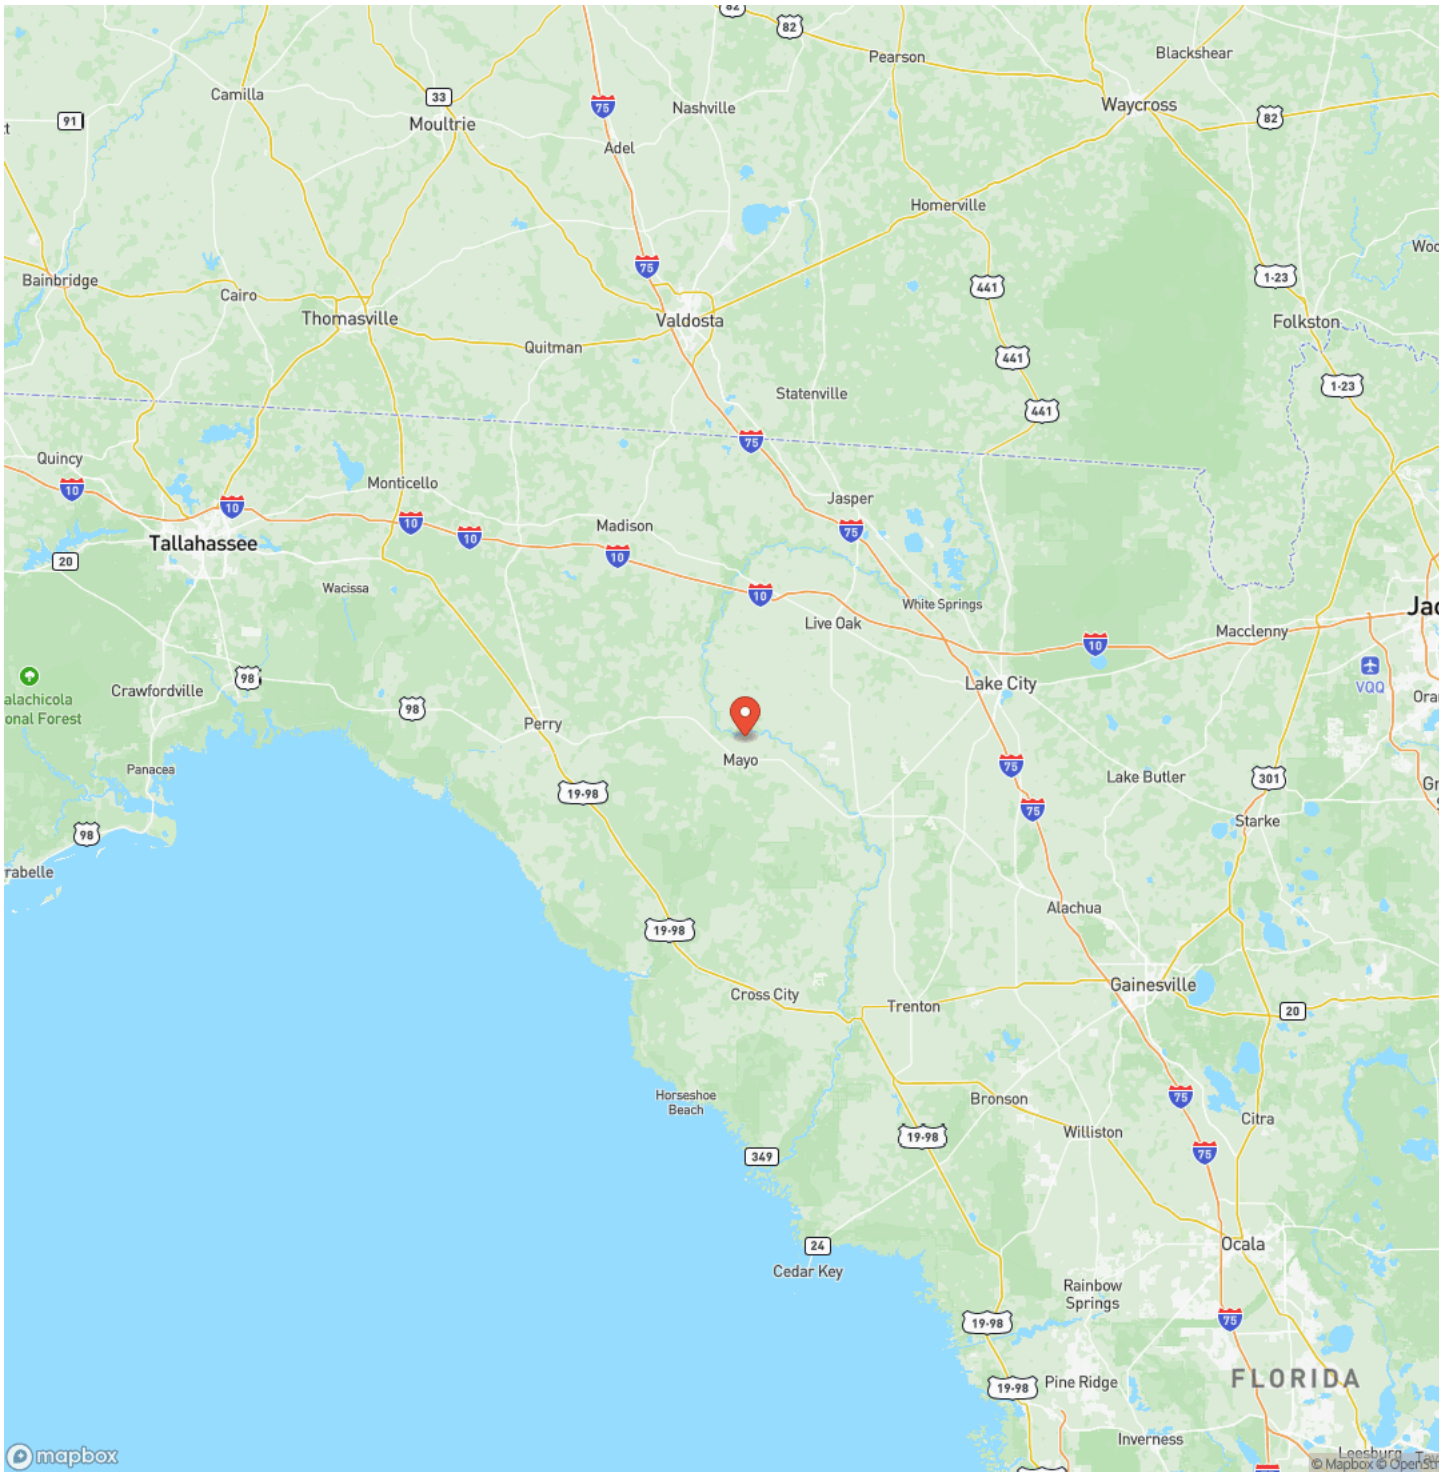 82
82
Pearson
Blackshear
Camilla
33
75
Nashville
Waycross
91
Moultrie
82
Adel
Homerville
Bainbridge
75
Woo
Cairo
441
1-23
Thomasville
Valdosta
Folkston
Quitman
441
1-23
Statenville
441
75
Quincy
Monticello
10
Jasper
10
10
Madison
75
10
Tallahassee
10
20
Wacissa
10
White Springs
Jac
Live Oak
Macclenny
10
98
Lake City
VQQ
alachicola
onal Forest
Crawfordville
98
Ora
Perry
Mayo
75
Panacea
Lake Butler
301
19-98
Gr
75
98
Starke
rabelle
Alachua
19-98
Gainesville
Cross City
Trenton
20
Horseshoe
Beach
Bronson
75
Citra
19-98
Williston
349
75
24
Ocala
Cedar Key
Rainbow
Springs
19-98
75
FLORIDA
19-98
Pine Ridge
Inverness
Leesburg
mapbox
© Mapbox © OpenStr